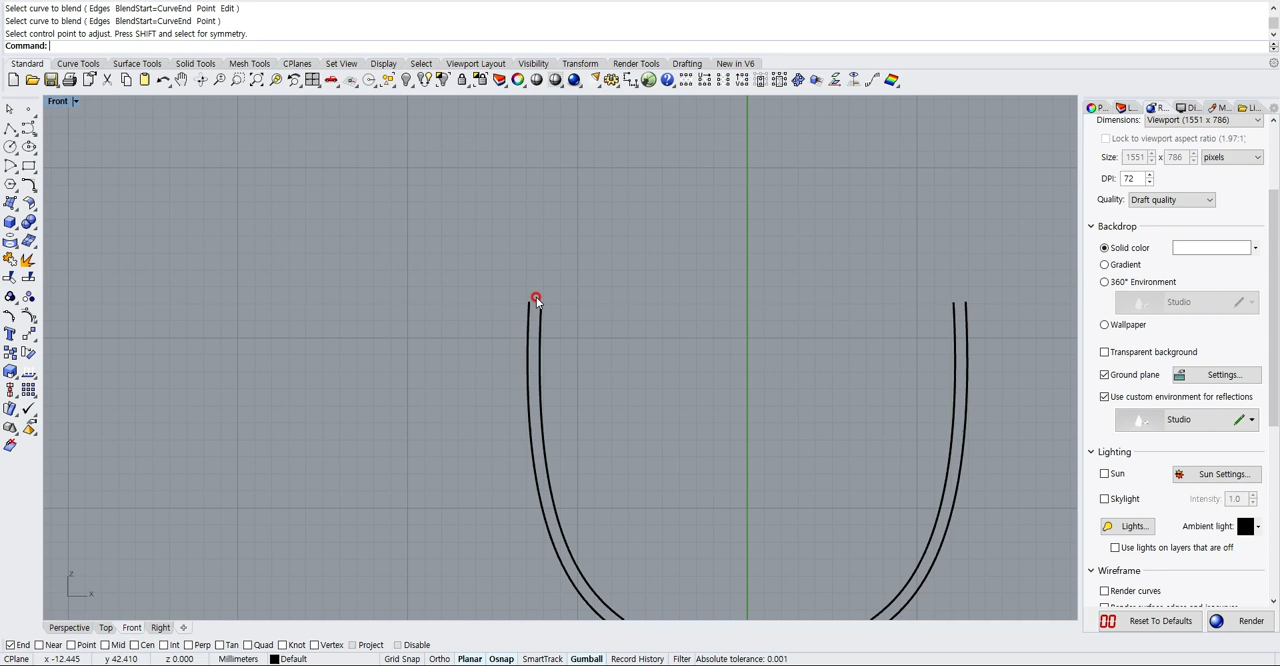 Select curve to blend ( Edges  BlendStart=CurveEnd  Point  Edit )
Select curve to blend ( Edges  BlendStart=CurveEnd  Point )
Select control point to adjust. Press SHIFT and select for symmetry.
Command:
Standard Curve Tools Surface Tools Solid Tools Mesh Tools CPlanes Set View Display Select Viewport Layout Visibility Transform Render Tools Drafting New in V6
Front
P... L... R... Di... M... Li...
Dimensions: Viewport (1551 x 786)
Lock to viewport aspect ratio (1.97:1)
Size: 1551 x 786 pixels
DPI: 72
Quality: Draft quality
Backdrop
Solid color
Gradient
360° Environment
Studio
Wallpaper
Transparent background
Ground plane Settings...
Use custom environment for reflections
Studio
Lighting
Sun Sun Settings...
Skylight Intensity: 1.0
Lights... Ambient light:
Use lights on layers that are off
Wireframe
Render curves
z
x
Reset To Defaults Render
Perspective Top Front Right
End Near Point Mid Cen Int Perp Tan Quad Knot Vertex Project Disable
CPlane x -12.445 y 42.410 z 0.000 Millimeters Default Grid Snap Ortho Planar Osnap SmartTrack Gumball Record History Filter Absolute tolerance: 0.001